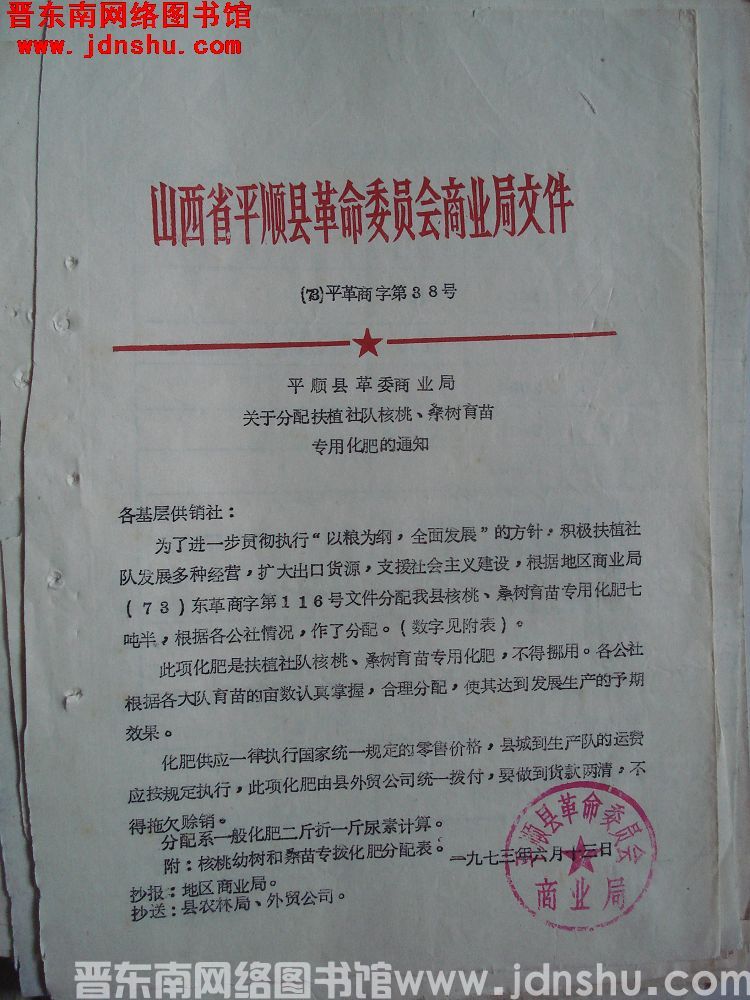 晋东南网络图书馆
www.jdnshu.com
山西省平顺县革命委员会商业局文件
(73)平革商字第38号
平顺县革委商业局
关于分配扶植社队核桃、桑树育苗
专用化肥的通知
各基层供销社：
为了进一步贯彻执行“以粮为纲，全面发展”的方针，积极扶植社
队发展多种经营，扩大出口货源，支援社会主义建设，根据地区商业局
(73)东革商字第116号文件分配我县核桃、桑树育苗专用化肥七
吨半，根据各公社情况，作了分配。(数字见附表)。
此项化肥是扶植社队核桃、桑树育苗专用化肥，不得挪用。各公社
根据各大队育苗的亩数认真掌握，合理分配，使其达到发展生产的予期
效果。
化肥供应一律执行国家统一规定的零售价格，县城到生产队的运费
应按规定执行，此项化肥由县外贸公司统一拨付，要做到货款两清，不
得拖欠赊销。
分配系一般化肥二斤折一斤尿素计算。
附：核桃幼树和桑苗专拨化肥分配表。
一九七三年六月十三日
平顺县革命委员会
商业局
抄报：地区商业局。
抄送：县农林局、外贸公司。
晋东南网络图书馆www.jdnshu.com